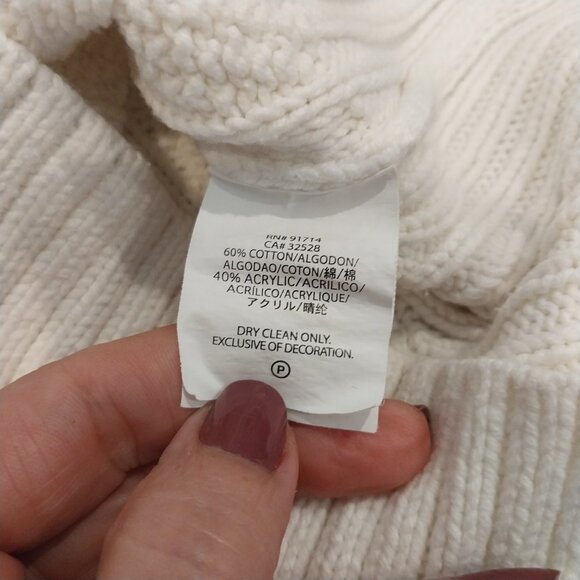 RN# 91714
CA# 32528
60% COTTON/ALGODON/
ALGODAO/COTON/綿/棉
40% ACRYLIC/ACRILICO/
ACRÍLICO/ACRYLIQUE/
アクリル/晴纶
DRY CLEAN ONLY.
EXCLUSIVE OF DECORATION.
P